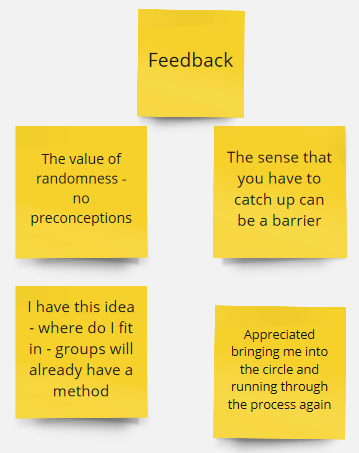 Feedback
The value of
randomness -
no
preconceptions
The sense that
you have to
catch up can
be a barrier
I have this idea
- where do I fit
in - groups will
already have a
method
Appreciated
bringing me into
the circle and
running through
the process again